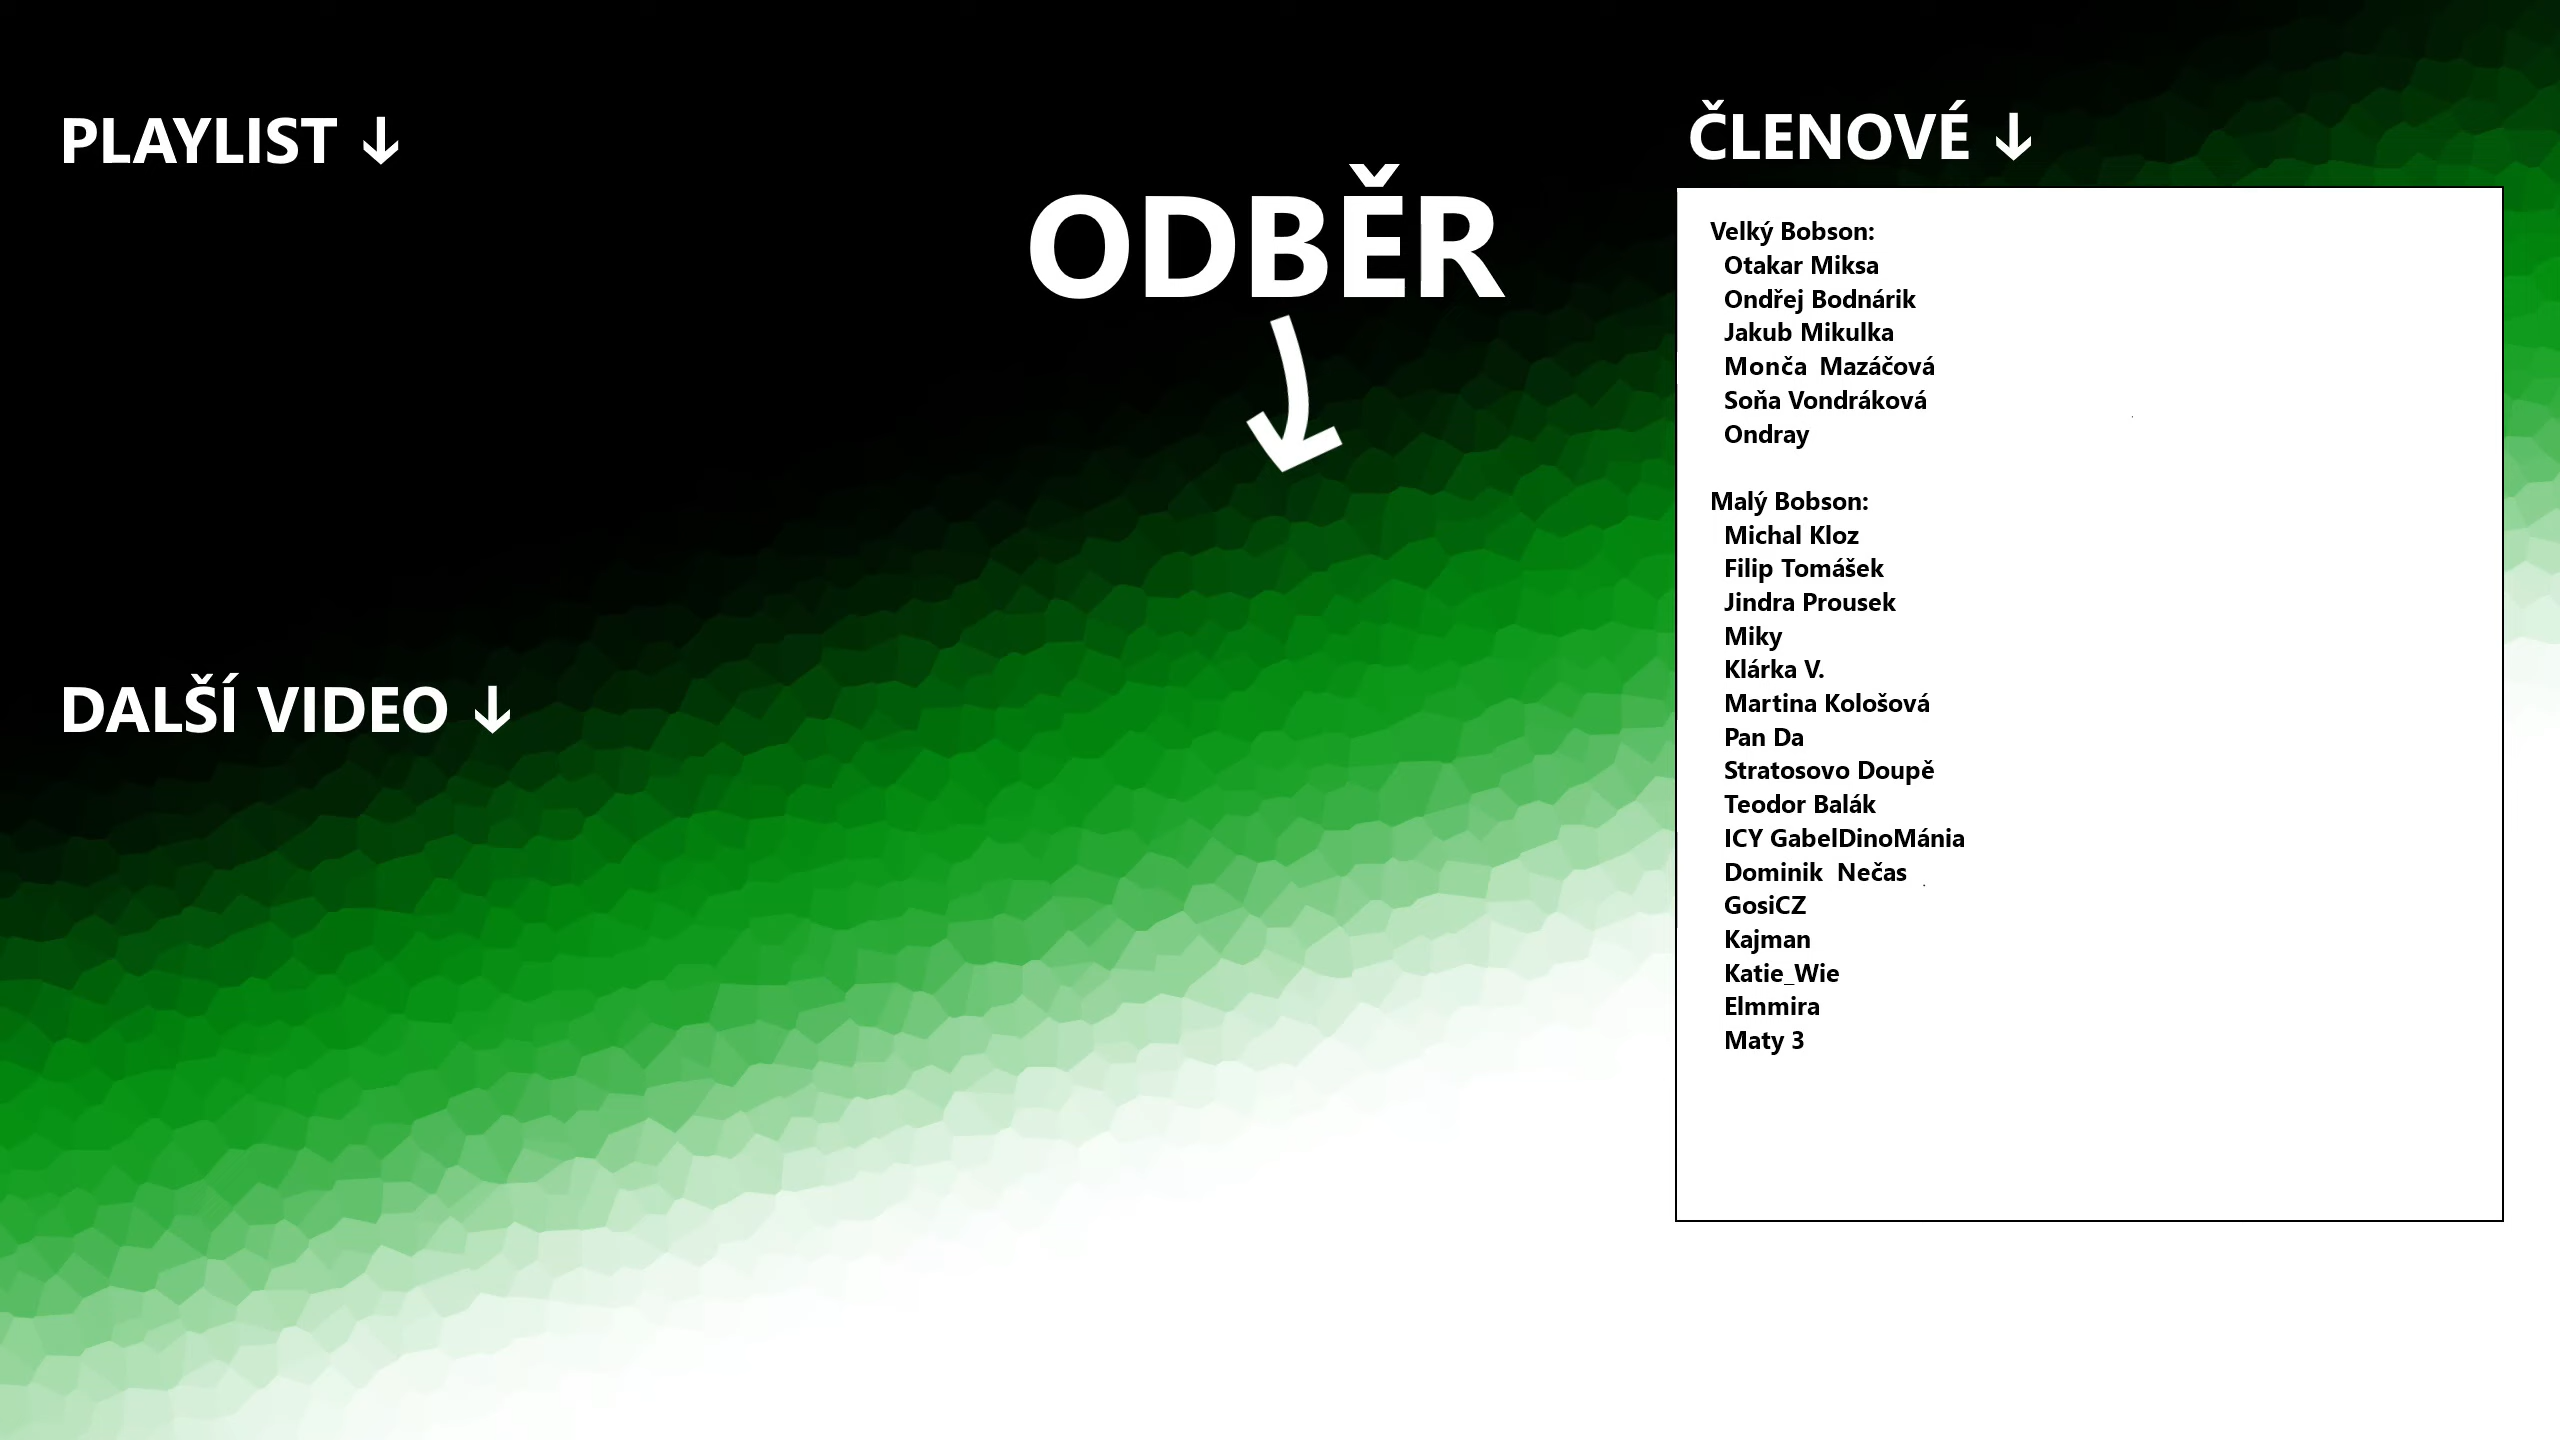 PLAYLIST ↓
DALŠÍ VIDEO ↓
ODBĚR
ČLENOVÉ ↓
Velký Bobson:
Otakar Miksa
Ondřej Bodnárik
Jakub Mikulka
Monča Mazáčová
Soňa Vondráková
Ondray
Malý Bobson:
Michal Kloz
Filip Tomášek
Jindra Prousek
Miky
Klárka V.
Martina Kološová
Pan Da
Stratosovo Doupě
Teodor Balák
ICY GabelDinoMánia
Dominik Nečas
GosiCZ
Kajman
Katie_Wie
Elmmira
Maty 3